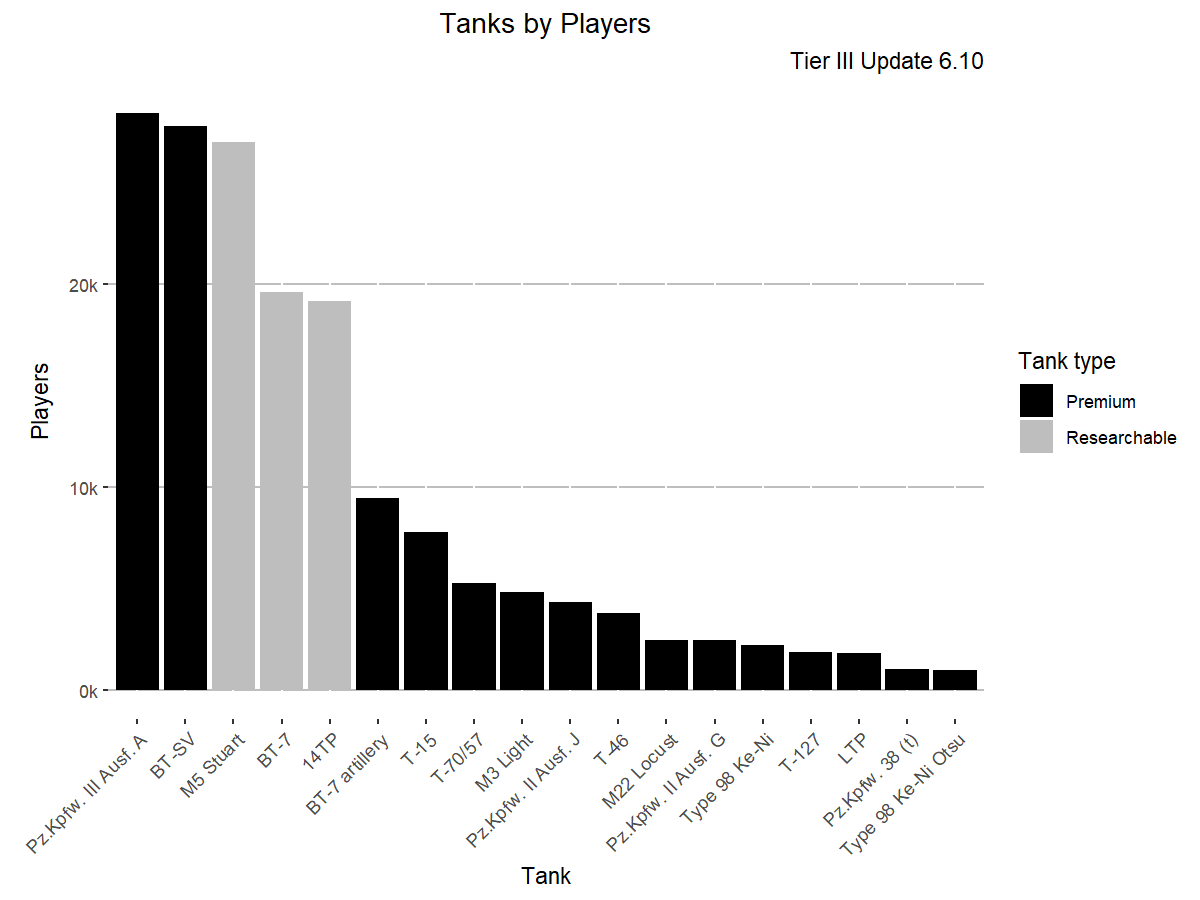 Tanks by Players
Tier III Update 6.10
Players
20k
10k
0k
Pz.Kpfw. III Ausf. A
BT-SV
M5 Stuart
BT-7
14TP
BT-7 artillery
T-15
T-70/57
M3 Light
Pz.Kpfw. II Ausf. J
T-46
M22 Locust
Pz.Kpfw. II Ausf. G
Type 98 Ke-Ni
T-127
LTP
Pz.Kpfw. 38 (t)
Type 98 Ke-Ni Otsu
Tank
Tank type
Premium
Researchable